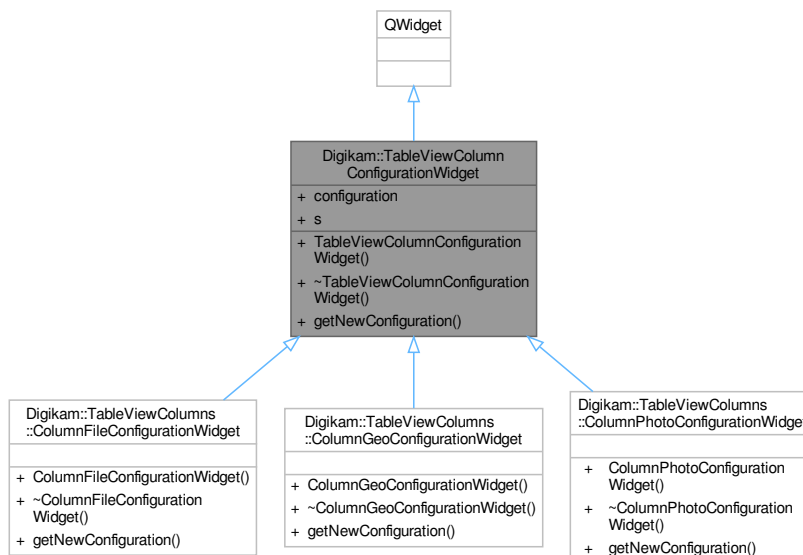 QWidget
Digikam::TableViewColumn
ConfigurationWidget
+ configuration
+ s
+ TableViewColumnConfiguration
Widget()
+ ~TableViewColumnConfiguration
Widget()
+ getNewConfiguration()
Digikam::TableViewColumns
::ColumnFileConfigurationWidget
+ ColumnFileConfigurationWidget()
+ ~ColumnFileConfiguration
Widget()
+ getNewConfiguration()
Digikam::TableViewColumns
::ColumnGeoConfigurationWidget
+ ColumnGeoConfigurationWidget()
+ ~ColumnGeoConfigurationWidget()
+ getNewConfiguration()
Digikam::TableViewColumns
::ColumnPhotoConfigurationWidget
+ ColumnPhotoConfiguration
Widget()
+ ~ColumnPhotoConfiguration
Widget()
+ getNewConfiguration()